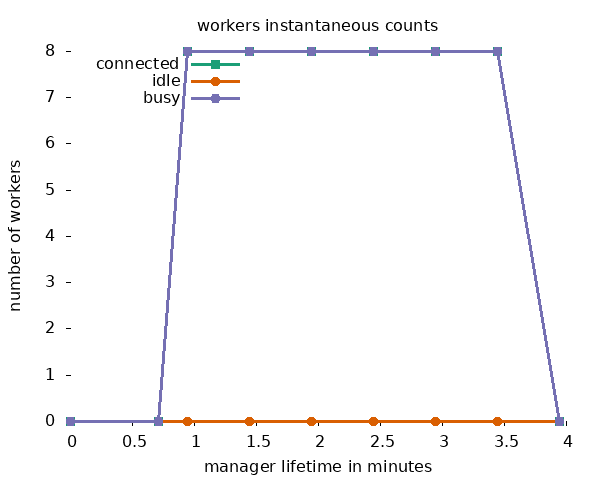 workers instantaneous counts
8
connected
idle
7
busy
6
5
4
3
2
1
0
number of workers
0 0.5 1 1.5 2 2.5 3 3.5 4
manager lifetime in minutes